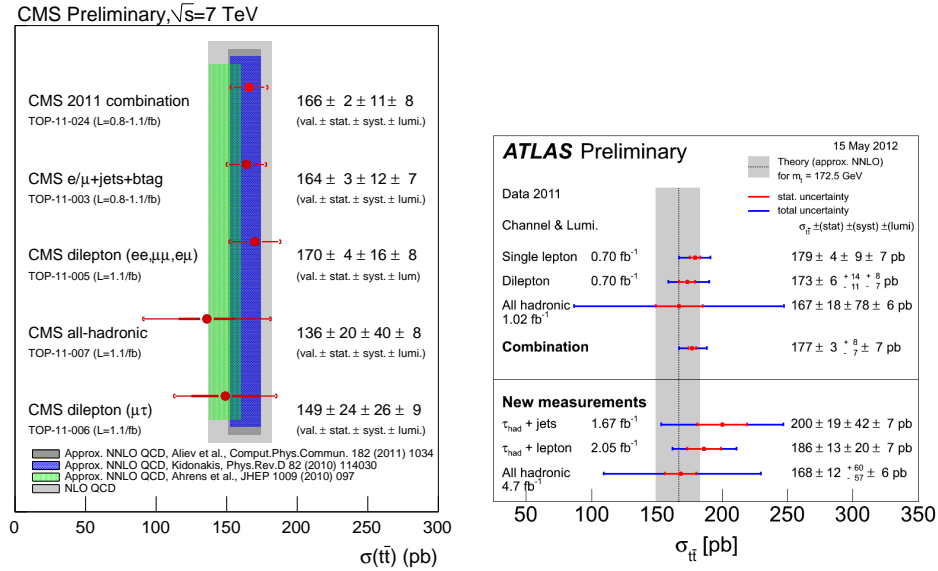 CMS Preliminary,√s=7 TeV
CMS 2011 combination
TOP-11-024 (L=0.8-1.1/fb)
166 ± 2 ± 11 ± 8
(val. ± stat. ± syst. ± lumi.)
CMS e/μ+jets+btag
TOP-11-003 (L=0.8-1.1/fb)
164 ± 3 ± 12 ± 7
(val. ± stat. ± syst. ± lumi.)
CMS dilepton (ee,μμ,eμ)
TOP-11-005 (L=1.1/fb)
170 ± 4 ± 16 ± 8
(val. ± stat. ± syst. ± lum)
CMS all-hadronic
TOP-11-007 (L=1.1/fb)
136 ± 20 ± 40 ± 8
(val. ± stat. ± syst. ± lumi.)
CMS dilepton (μτ)
TOP-11-006 (L=1.1/fb)
149 ± 24 ± 26 ± 9
(val. ± stat. ± syst. ± lumi.)
Approx. NNLO QCD, Aliev et al., Comput.Phys.Commun. 182 (2011) 1034
Approx. NNLO QCD, Kidonakis, Phys.Rev.D 82 (2010) 114030
Approx. NNLO QCD, Ahrens et al., JHEP 1009 (2010) 097
NLO QCD
0 50 100 150 200 250 300
σ(tt̄) (pb)
ATLAS Preliminary
15 May 2012
Theory (approx. NNLO)
for mt = 172.5 GeV
Data 2011
stat. uncertainty
total uncertainty
Channel & Lumi.
σtt̄ ±(stat) ±(syst) ±(lumi)
Single lepton 0.70 fb⁻¹ 179 ± 4 ± 9 ± 7 pb
Dilepton 0.70 fb⁻¹ 173 ± 6 +14 -11 +8 -7 pb
All hadronic
1.02 fb⁻¹
167 ± 18 ± 78 ± 6 pb
Combination 177 ± 3 +8 -7 ± 7 pb
New measurements
τhad + jets 1.67 fb⁻¹ 200 ± 19 ± 42 ± 7 pb
τhad + lepton 2.05 fb⁻¹ 186 ± 13 ± 20 ± 7 pb
All hadronic
4.7 fb⁻¹
168 ± 12 +60 -57 ± 6 pb
50 100 150 200 250 300 350
σtt̄ [pb]